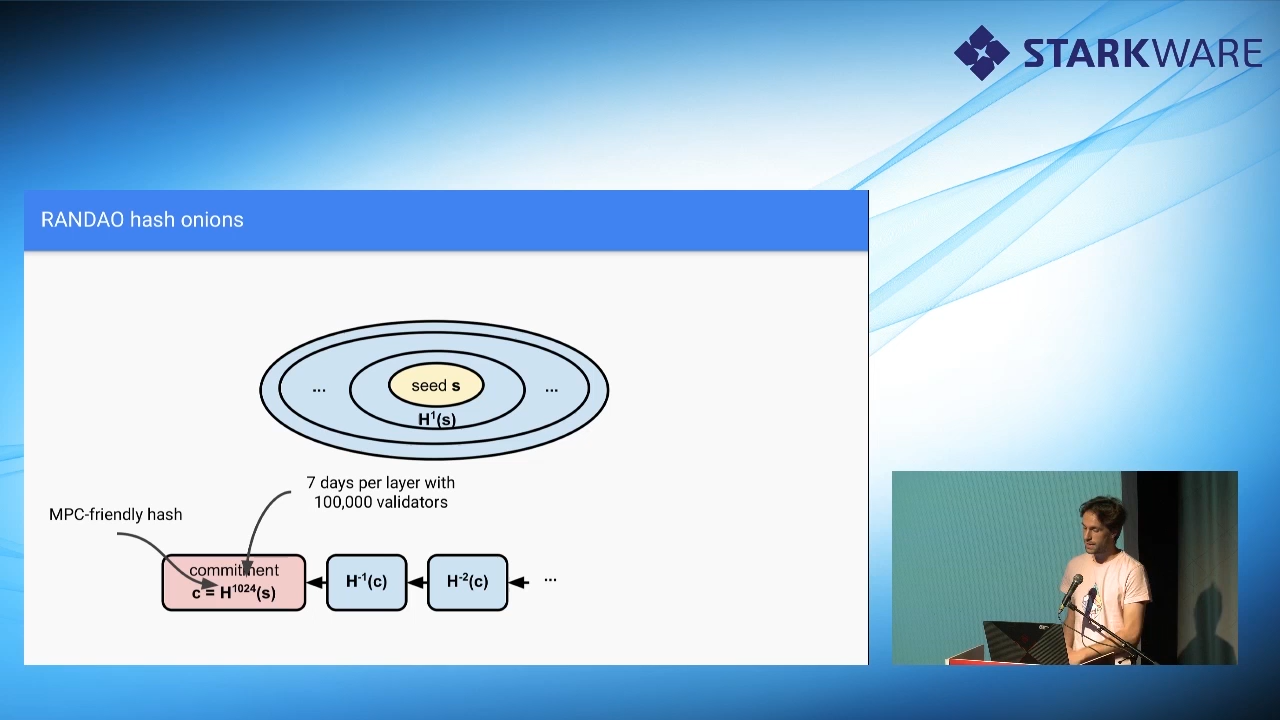 STARKWARE
RANDAO hash onions
... seed s ...
H¹(s)
7 days per layer with
100,000 validators
MPC-friendly hash
commitment
c = H¹⁰²⁴(s)
H⁻¹(c)
H⁻²(c)
...